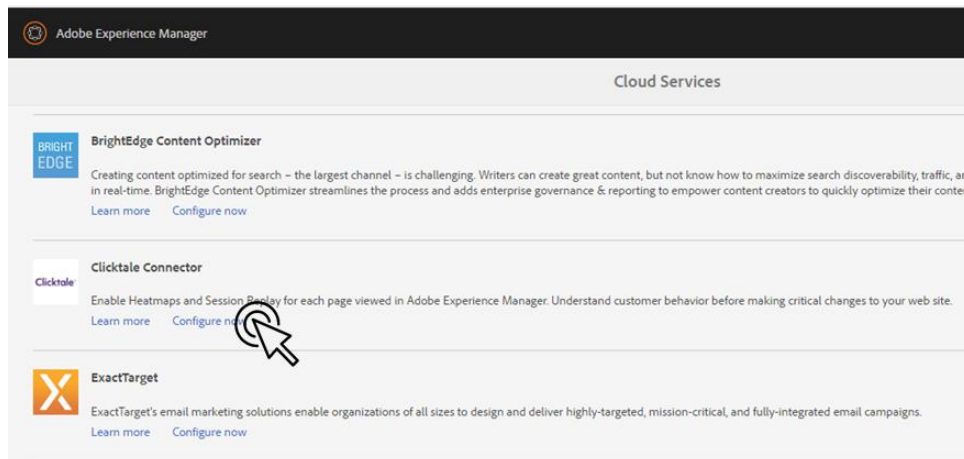 Adobe Experience Manager
Cloud Services
BRIGHT
EDGE
BrightEdge Content Optimizer
Creating content optimized for search – the largest channel – is challenging. Writers can create great content, but not know how to maximize search discoverability, traffic,
in real-time. BrightEdge Content Optimizer streamlines the process and adds enterprise governance & reporting to empower content creators to quickly optimize their
Learn more Configure now
Clicktale
Clicktale Connector
Enable Heatmaps and Session Replay for each page viewed in Adobe Experience Manager. Understand customer behavior before making critical changes to your web site.
Learn more Configure now
X
ExactTarget
ExactTarget's email marketing solutions enable organizations of all sizes to design and deliver highly-targeted, mission-critical, and fully-integrated email campaigns.
Learn more Configure now